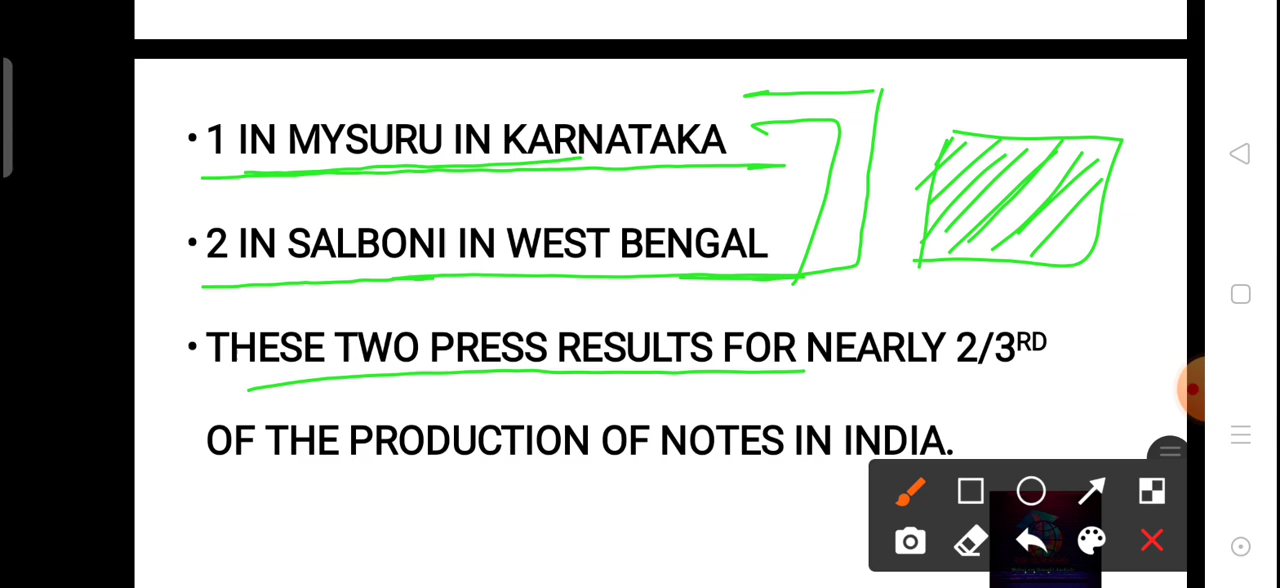 • 1 IN MYSURU IN KARNATAKA
• 2 IN SALBONI IN WEST BENGAL
• THESE TWO PRESS RESULTS FOR NEARLY 2/3RD
OF THE PRODUCTION OF NOTES IN INDIA.